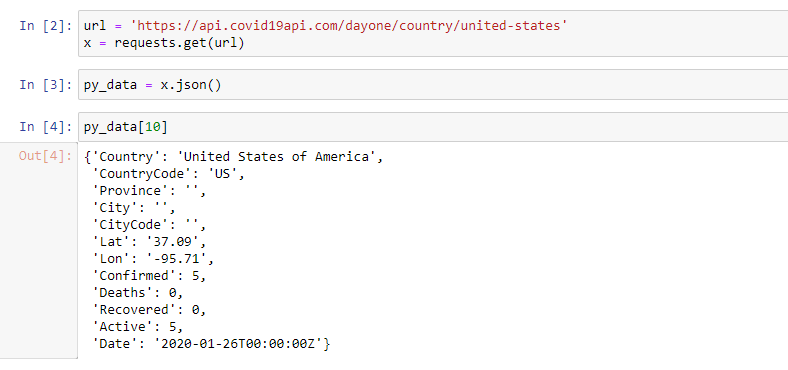 In [2]: url = 'https://api.covid19api.com/dayone/country/united-states'
x = requests.get(url)
In [3]: py_data = x.json()
In [4]: py_data[10]
Out[4]: {'Country': 'United States of America',
'CountryCode': 'US',
'Province': '',
'City': '',
'CityCode': '',
'Lat': '37.09',
'Lon': '-95.71',
'Confirmed': 5,
'Deaths': 0,
'Recovered': 0,
'Active': 5,
'Date': '2020-01-26T00:00:00Z'}